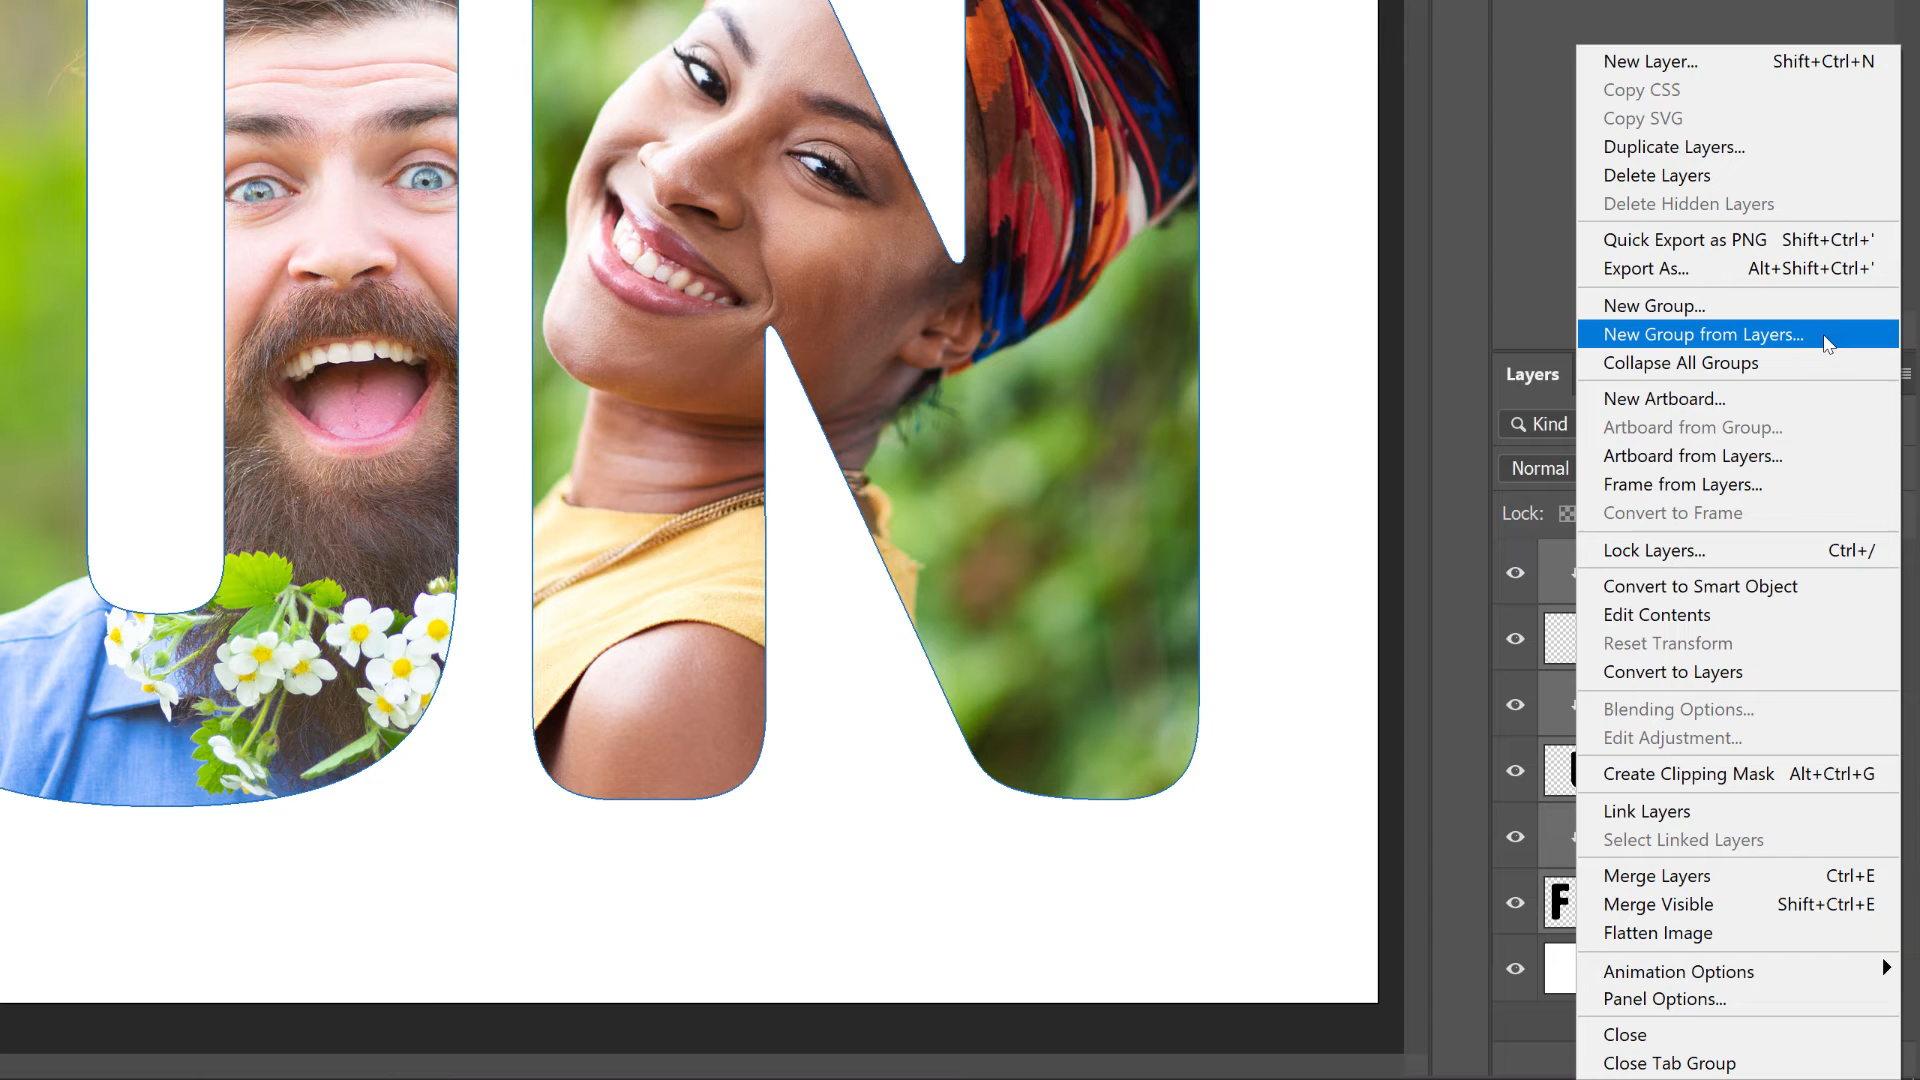 UN
New Layer... Shift+Ctrl+N
Copy CSS
Copy SVG
Duplicate Layers...
Delete Layers
Delete Hidden Layers
Quick Export as PNG Shift+Ctrl+'
Export As... Alt+Shift+Ctrl+'
New Group...
New Group from Layers...
Collapse All Groups
New Artboard...
Artboard from Group...
Artboard from Layers...
Frame from Layers...
Convert to Frame
Lock Layers... Ctrl+/
Convert to Smart Object
Edit Contents
Reset Transform
Convert to Layers
Blending Options...
Edit Adjustment...
Create Clipping Mask Alt+Ctrl+G
Link Layers
Select Linked Layers
Merge Layers Ctrl+E
Merge Visible Shift+Ctrl+E
Flatten Image
Animation Options
Panel Options...
Close
Close Tab Group
Layers
Kind
Normal
Lock:
F